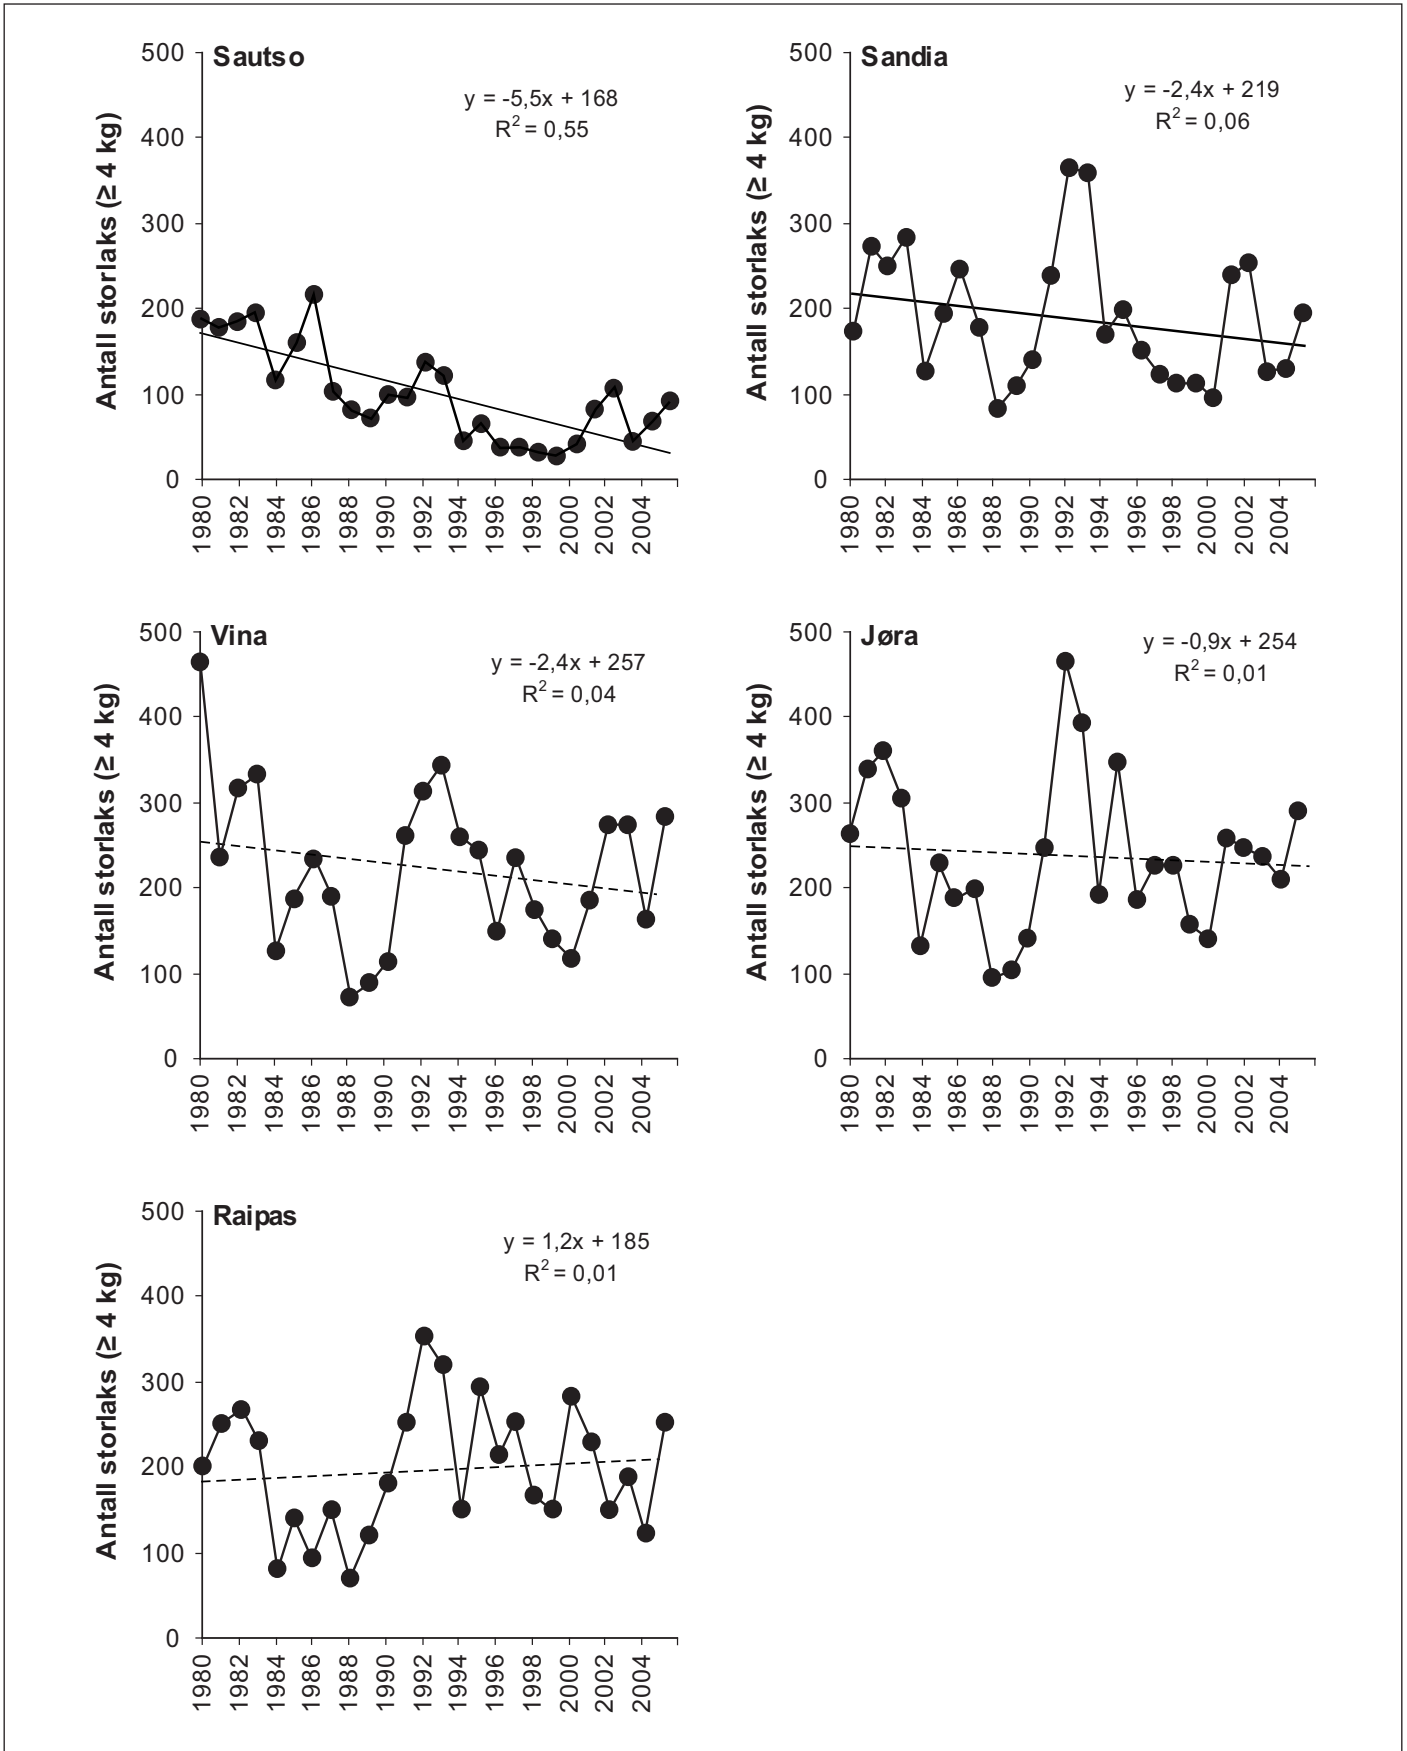 Sautso
y = -5,5x + 168
R² = 0,55
Antall storlaks (≥ 4 kg)
500
400
300
200
100
0
1980 1982 1984 1986 1988 1990 1992 1994 1996 1998 2000 2002 2004
Sandia
y = -2,4x + 219
R² = 0,06
Antall storlaks (≥ 4 kg)
500
400
300
200
100
0
1980 1982 1984 1986 1988 1990 1992 1994 1996 1998 2000 2002 2004
Vina
y = -2,4x + 257
R² = 0,04
Antall storlaks (≥ 4 kg)
500
400
300
200
100
0
1980 1982 1984 1986 1988 1990 1992 1994 1996 1998 2000 2002 2004
Jøra
y = -0,9x + 254
R² = 0,01
Antall storlaks (≥ 4 kg)
500
400
300
200
100
0
1980 1982 1984 1986 1988 1990 1992 1994 1996 1998 2000 2002 2004
Raipas
y = 1,2x + 185
R² = 0,01
Antall storlaks (≥ 4 kg)
500
400
300
200
100
0
1980 1982 1984 1986 1988 1990 1992 1994 1996 1998 2000 2002 2004